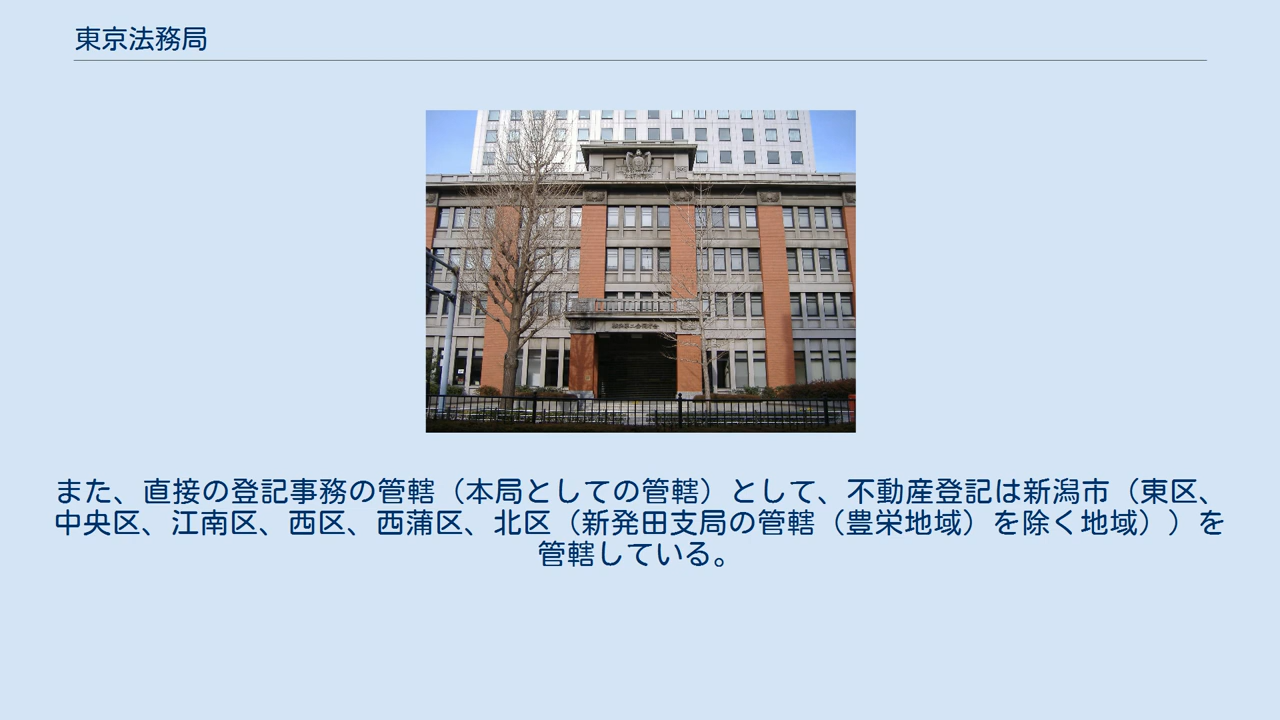 東京法務局
また、直接の登記事務の管轄（本局としての管轄）として、不動産登記は新潟市（東区、
中央区、江南区、西区、西蒲区、北区（新発田支局の管轄（豊栄地域）を除く地域））を
管轄している。